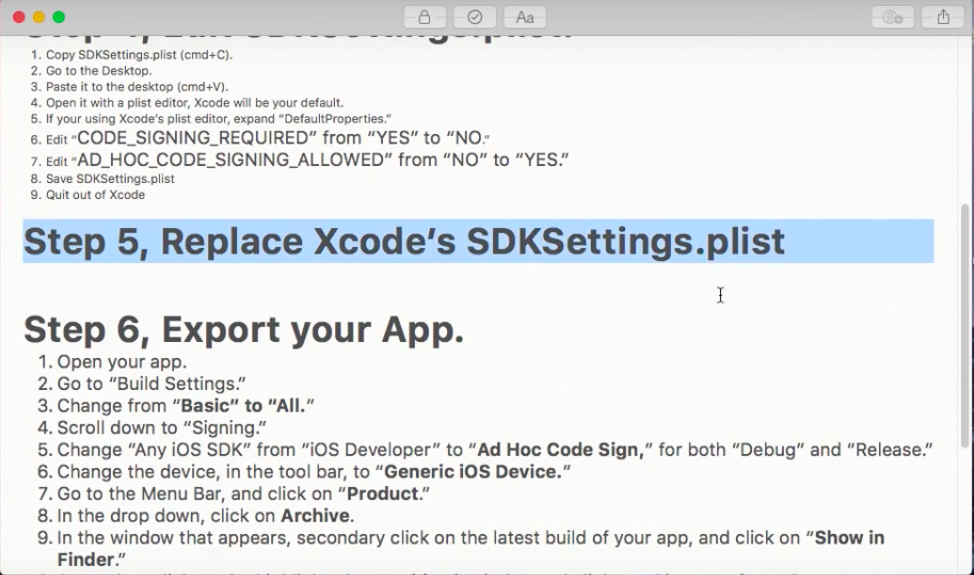 Aa
1. Copy SDKSettings.plist (cmd+C).
2. Go to the Desktop.
3. Paste it to the desktop (cmd+V).
4. Open it with a plist editor, Xcode will be your default.
5. If your using Xcode’s plist editor, expand “DefaultProperties.”
6. Edit “CODE_SIGNING_REQUIRED” from “YES” to “NO.”
7. Edit “AD_HOC_CODE_SIGNING_ALLOWED” from “NO” to “YES.”
8. Save SDKSettings.plist
9. Quit out of Xcode
Step 5, Replace Xcode’s SDKSettings.plist
Step 6, Export your App.
1. Open your app.
2. Go to “Build Settings.”
3. Change from “Basic” to “All.”
4. Scroll down to “Signing.”
5. Change “Any iOS SDK” from “iOS Developer” to “Ad Hoc Code Sign,” for both “Debug” and “Release.”
6. Change the device, in the tool bar, to “Generic iOS Device.”
7. Go to the Menu Bar, and click on “Product.”
8. In the drop down, click on Archive.
9. In the window that appears, secondary click on the latest build of your app, and click on “Show in
Finder.”